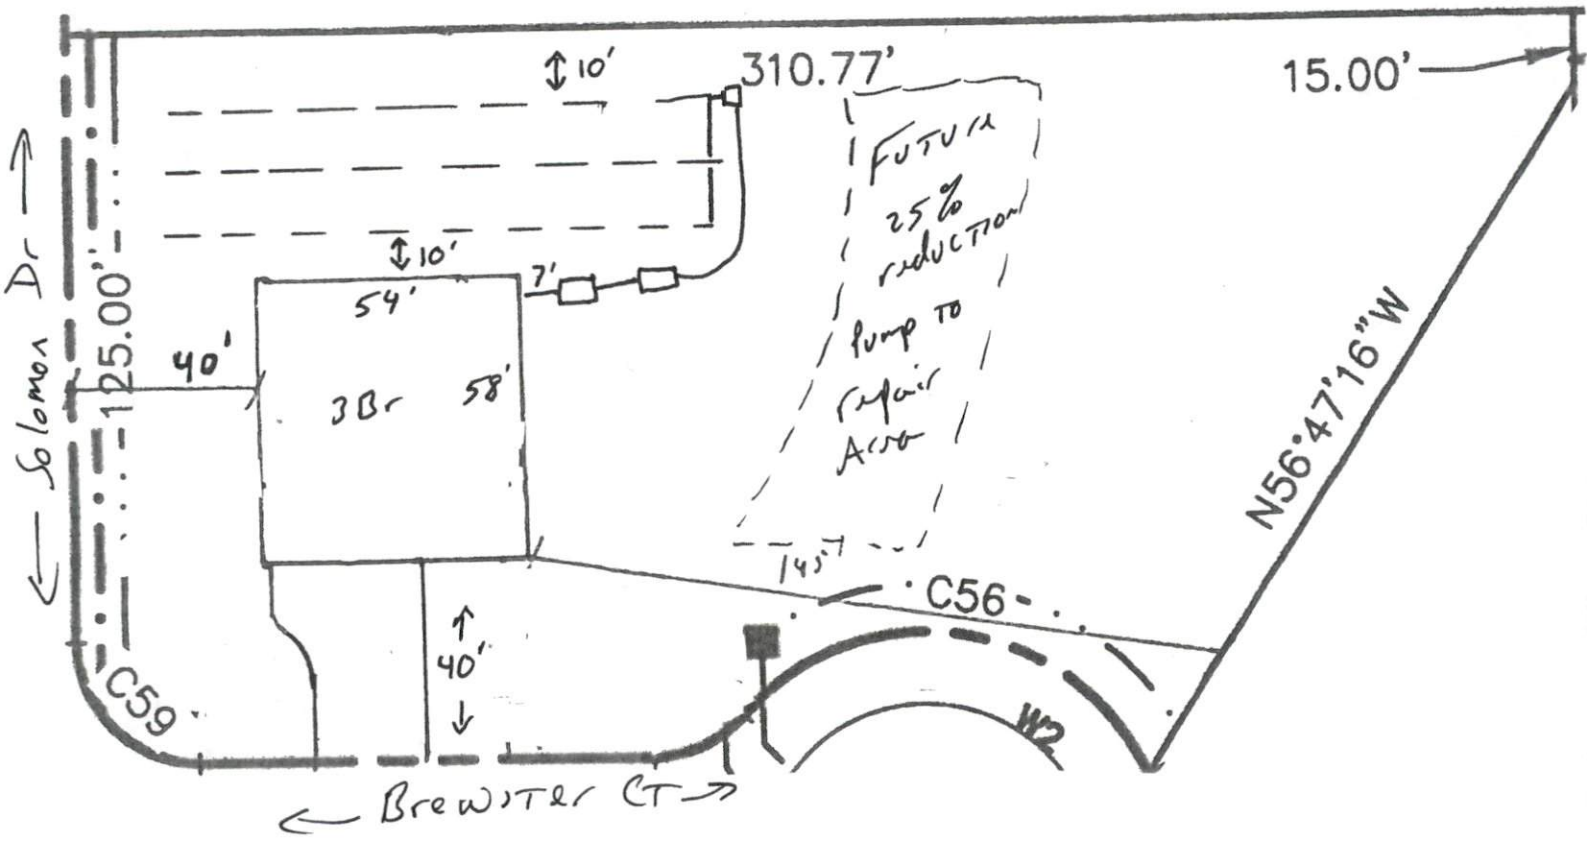 10'
310.77'
15.00'
Future
25%
reduction
Pump to
repair
Area
10'
7'
54'
58'
3Br
40'
125.00'
Solomon Dr
N56°47'16"W
145'
C56
40'
C59
W2
Brewster CT